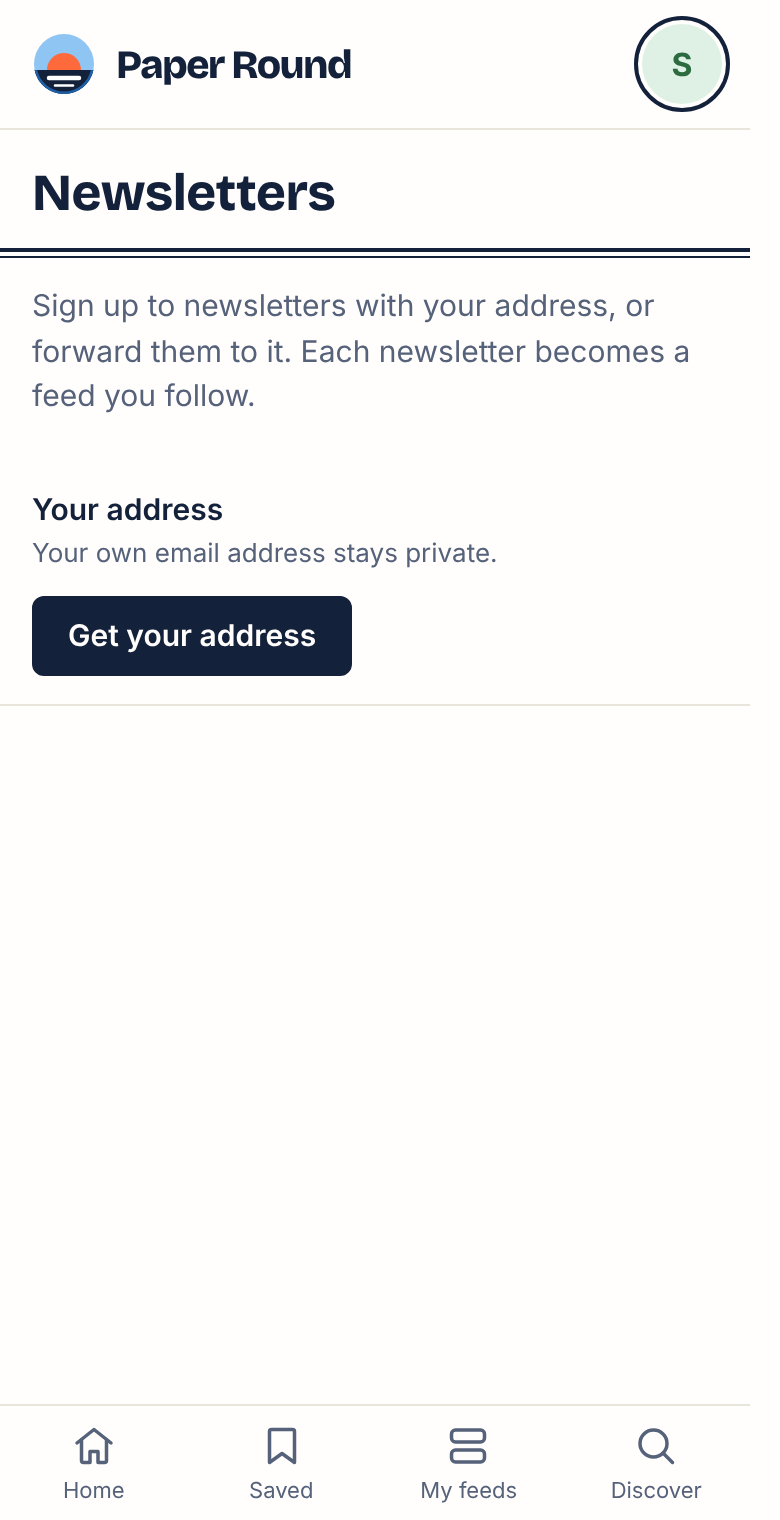 Paper Round
S
Newsletters
Sign up to newsletters with your address, or
forward them to it. Each newsletter becomes a
feed you follow.
Your address
Your own email address stays private.
Get your address
Home
Saved
My feeds
Discover